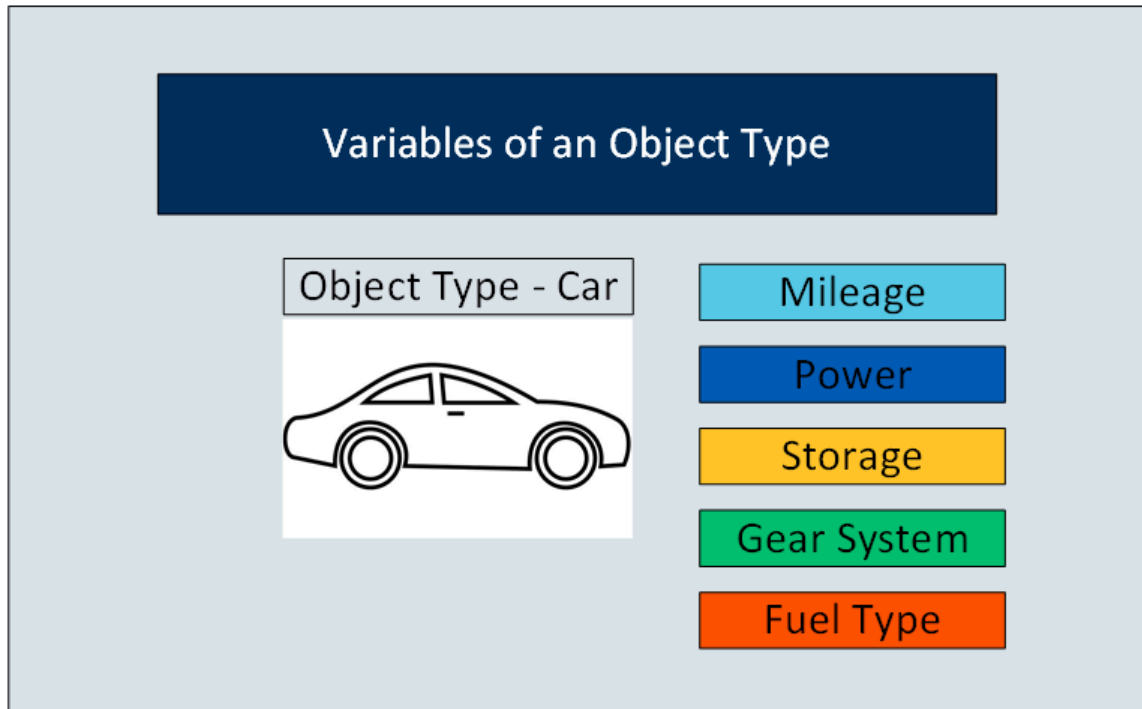 Variables of an Object Type
Object Type - Car
Mileage
Power
Storage
Gear System
Fuel Type